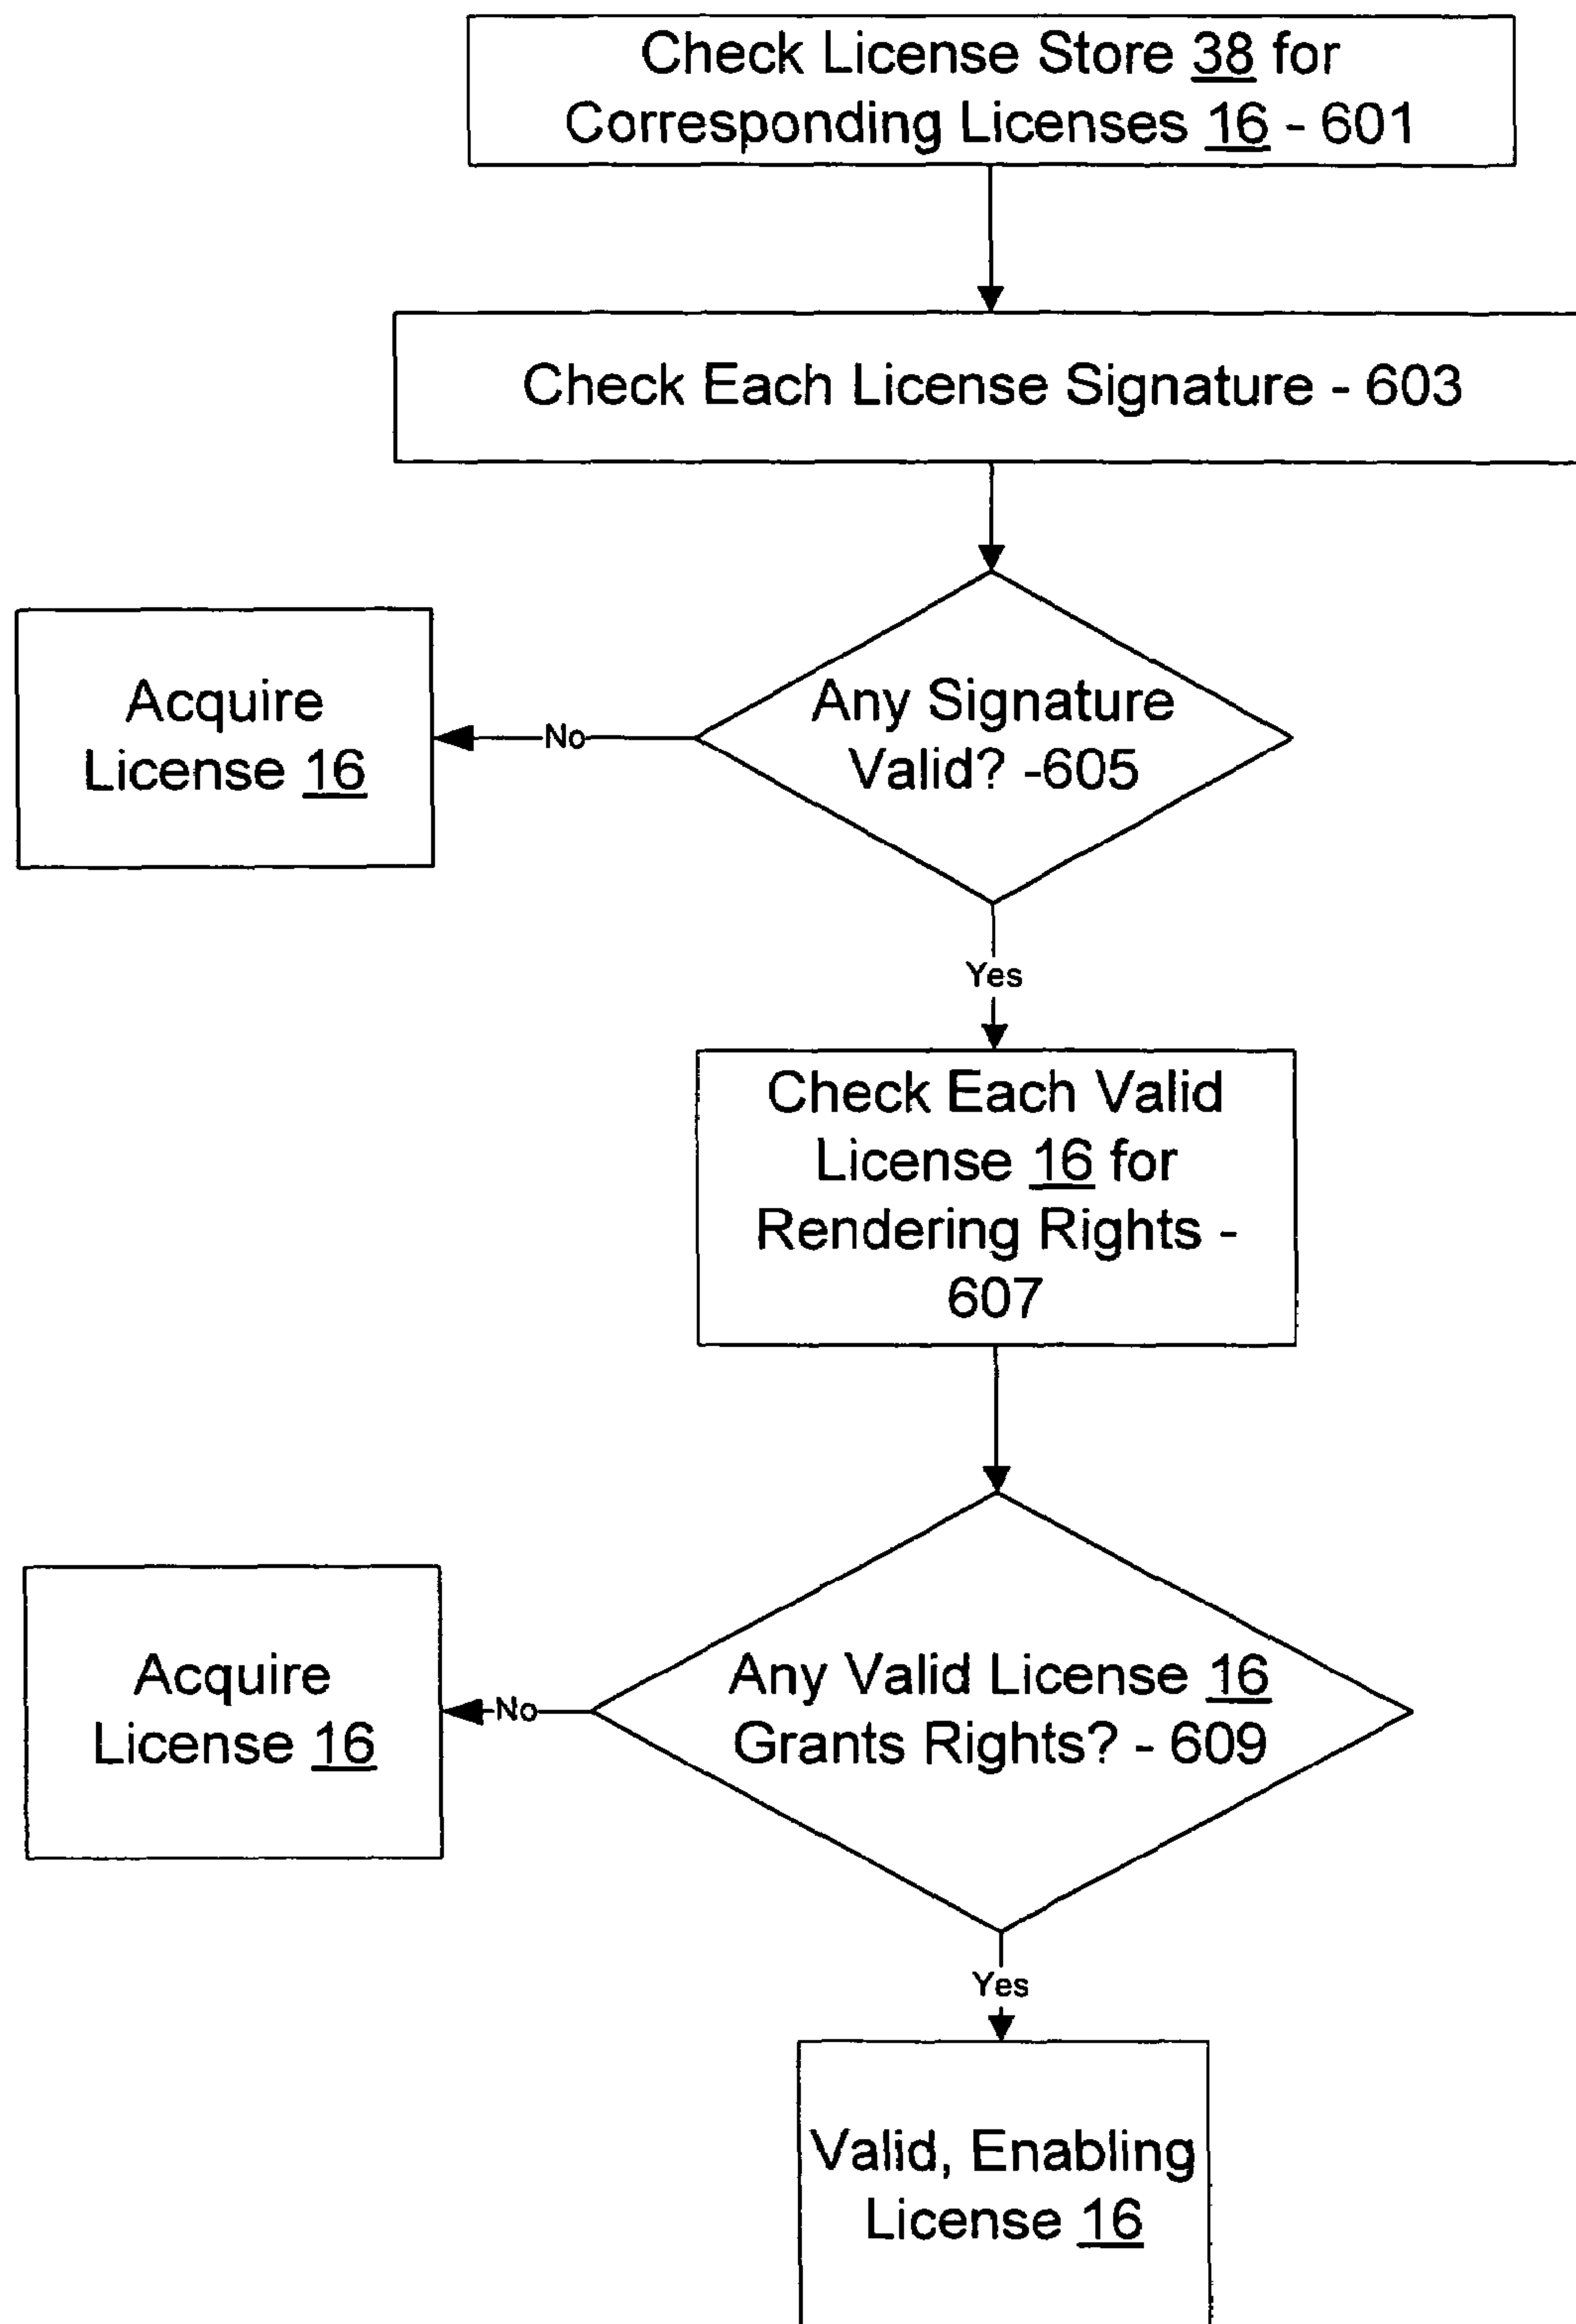 Check License Store 38 for
Corresponding Licenses 16 - 601
Check Each License Signature - 603
Any Signature
Valid? -605
No
Acquire
License 16
Yes
Check Each Valid
License 16 for
Rendering Rights -
607
Any Valid License 16
Grants Rights? - 609
No
Acquire
License 16
Yes
Valid, Enabling
License 16